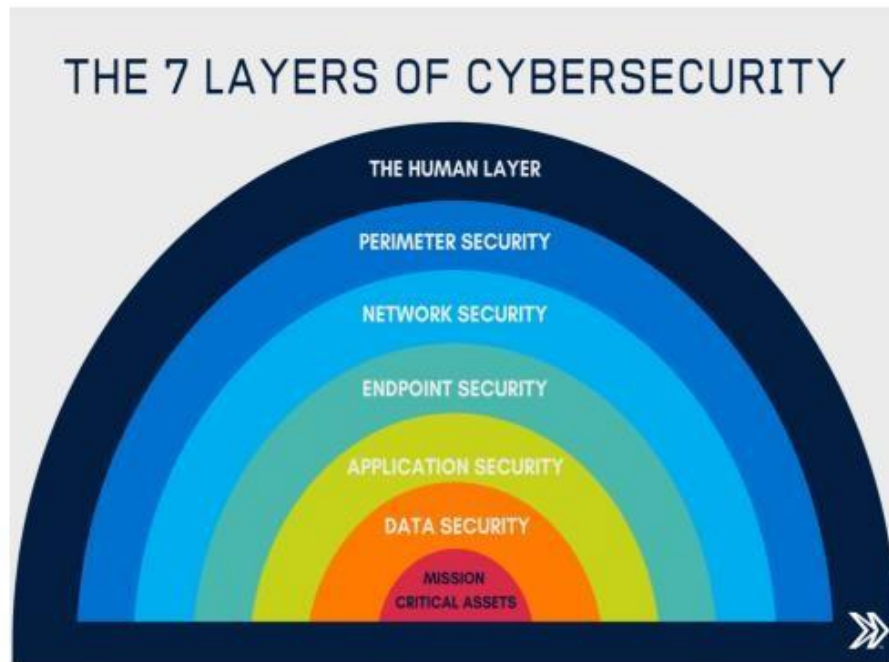 THE 7 LAYERS OF CYBERSECURITY
THE HUMAN LAYER
PERIMETER SECURITY
NETWORK SECURITY
ENDPOINT SECURITY
APPLICATION SECURITY
DATA SECURITY
MISSION
CRITICAL ASSETS